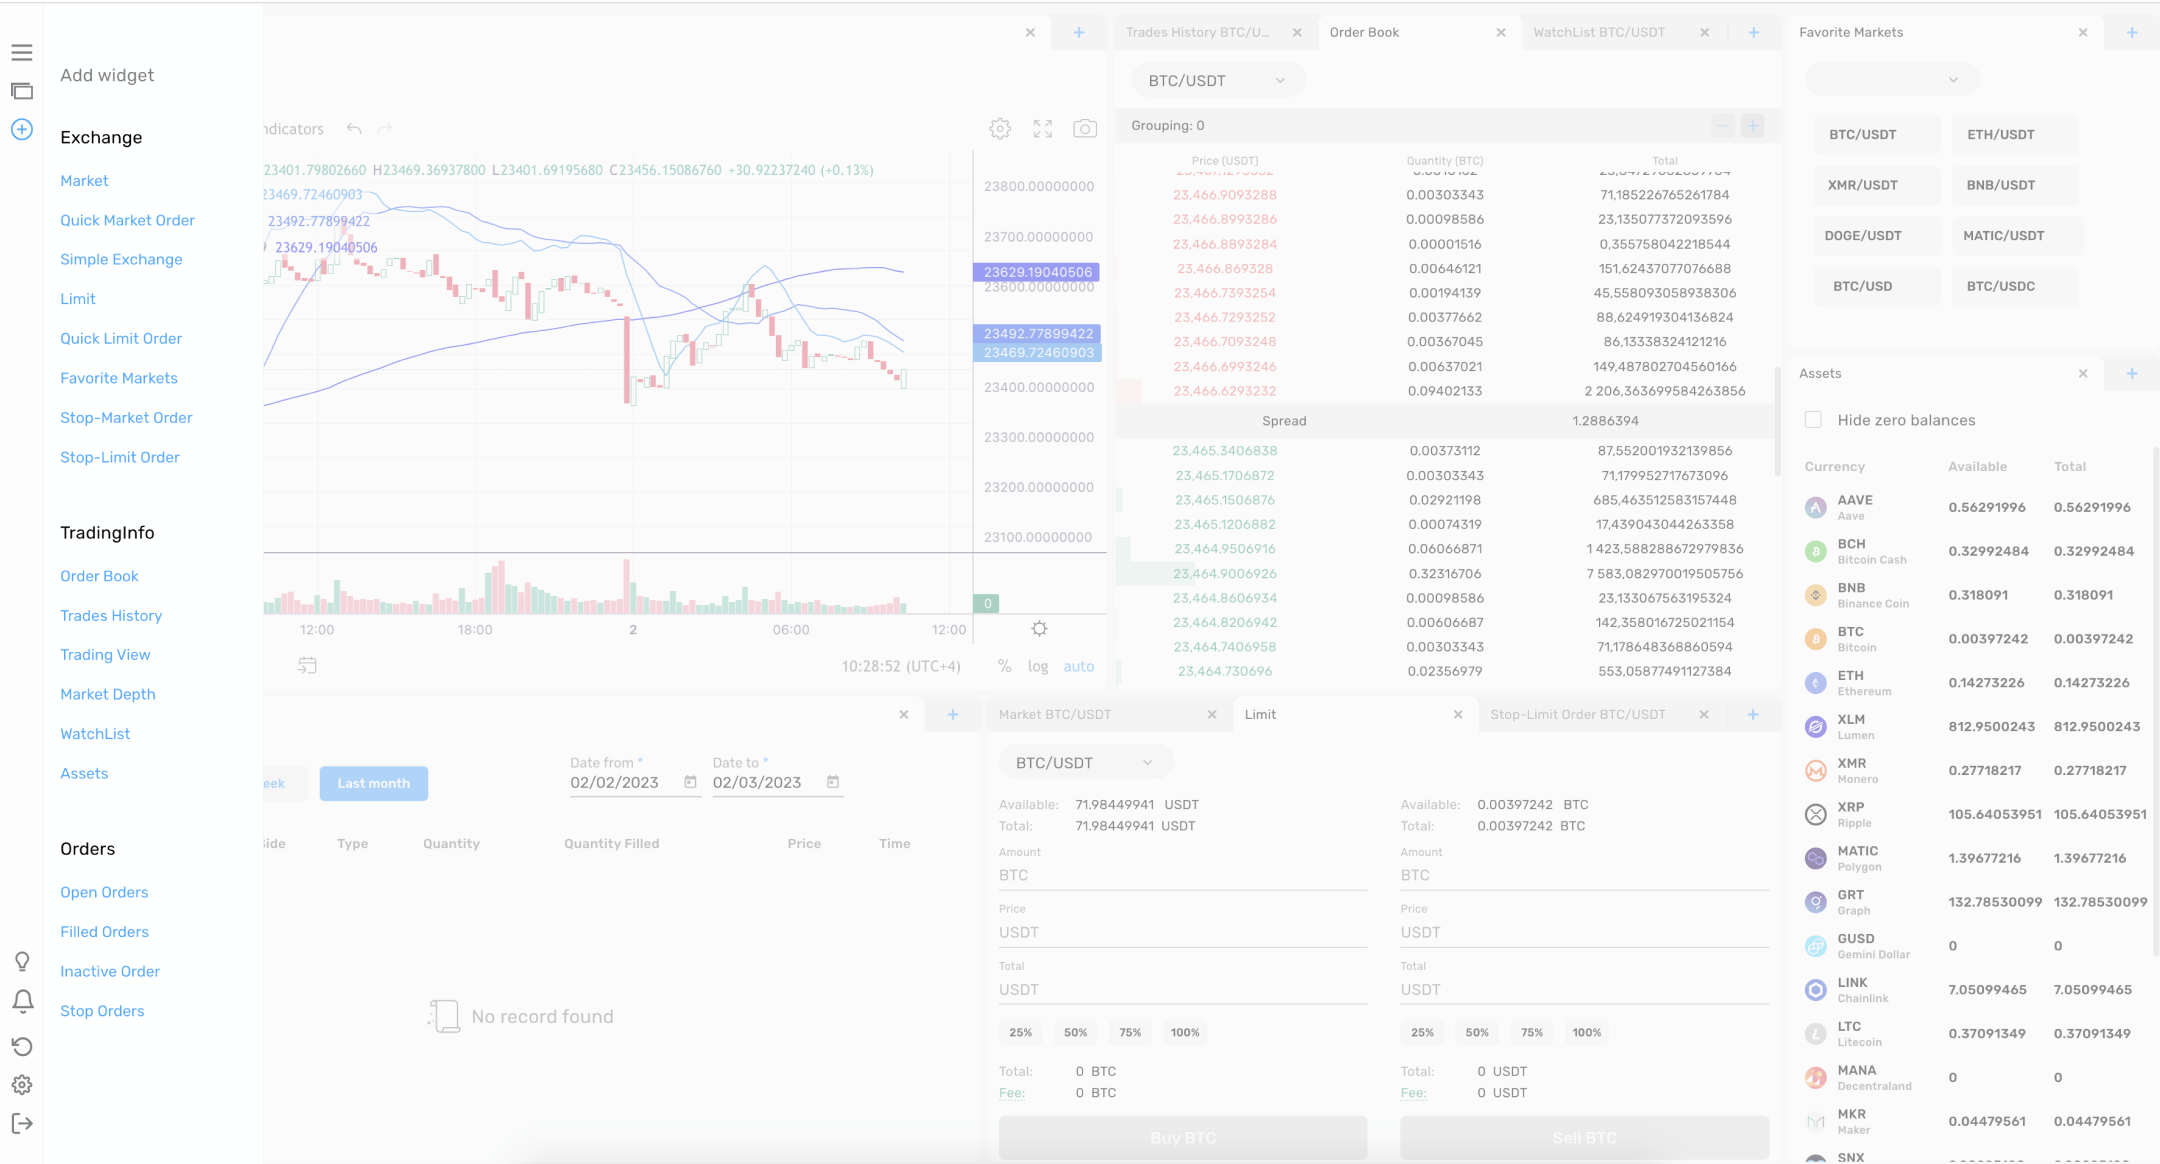 Add widget
Exchange
Market
Quick Market Order
Simple Exchange
Limit
Quick Limit Order
Favorite Markets
Stop-Market Order
Stop-Limit Order
TradingInfo
Order Book
Trades History
Trading View
Market Depth
WatchList
Assets
Orders
Open Orders
Filled Orders
Inactive Order
Stop Orders
ndicators
23401.79802660 H23469.36937800 L23401.69195680 C23456.15086760 +30.92237240 (+0.13%)
23469.72460903
23492.77899422
23629.19040506
23800.00000000
23700.00000000
23629.19040506
23600.00000000
23492.77899422
23469.72460903
23400.00000000
23300.00000000
23200.00000000
23100.00000000
0
12:00 18:00 2 06:00 12:00
10:28:52 (UTC+4) % log auto
Trades History BTC/U... Order Book WatchList BTC/USDT
BTC/USDT
Grouping: 0
Price (USDT) Quantity (BTC) Total
23,466.9093288 0.00303343 71,185226765261784
23,466.8993286 0.00098586 23,135077372093596
23,466.8893284 0.00001516 0,355758042218544
23,466.869328 0.00646121 151,62437077076688
23,466.7393254 0.00194139 45,558093058938306
23,466.7293252 0.00377662 88,624919304136824
23,466.7093248 0.00367045 86,13338324121216
23,466.6993246 0.00637021 149,487802704560166
23,466.6293232 0.09402133 2 206,363699584263856
Spread 1.2886394
23,465.3406838 0.00373112 87,552001932139856
23,465.1706872 0.00303343 71,179952717673096
23,465.1506876 0.02921198 685,463512583157448
23,465.1206882 0.00074319 17,439043044263358
23,464.9506916 0.06066871 1 423,588288672979836
23,464.9006926 0.32316706 7 583,082970019505756
23,464.8606934 0.00098586 23,133067563195324
23,464.8206942 0.00606687 142,358016725021154
23,464.7406958 0.00303343 71,178648368860594
23,464.730696 0.02356979 553,05877491127384
Favorite Markets
BTC/USDT ETH/USDT
XMR/USDT BNB/USDT
DOGE/USDT MATIC/USDT
BTC/USD BTC/USDC
Assets
Hide zero balances
Currency Available Total
AAVE 0.56291996 0.56291996
Aave
BCH 0.32992484 0.32992484
Bitcoin Cash
BNB 0.318091 0.318091
Binance Coin
BTC 0.00397242 0.00397242
Bitcoin
ETH 0.14273226 0.14273226
Ethereum
XLM 812.9500243 812.9500243
Lumen
XMR 0.27718217 0.27718217
Monero
XRP 105.64053951 105.64053951
Ripple
MATIC 1.39677216 1.39677216
Polygon
GRT 132.78530099 132.78530099
Graph
GUSD 0 0
Gemini Dollar
LINK 7.05099465 7.05099465
Chainlink
LTC 0.37091349 0.37091349
Litecoin
MANA 0 0
Decentraland
MKR 0.04479561 0.04479561
Maker
SNX
eek Last month
Date from * Date to *
02/02/2023 02/03/2023
ide Type Quantity Quantity Filled Price Time
No record found
Market BTC/USDT Limit Stop-Limit Order BTC/USDT
BTC/USDT
Available: 71.98449941 USDT
Total: 71.98449941 USDT
Amount
BTC
Price
USDT
Total
USDT
25% 50% 75% 100%
Total: 0 BTC
Fee: 0 BTC
Buy BTC
Available: 0.00397242 BTC
Total: 0.00397242 BTC
Amount
BTC
Price
USDT
Total
USDT
25% 50% 75% 100%
Total: 0 USDT
Fee: 0 USDT
Sell BTC